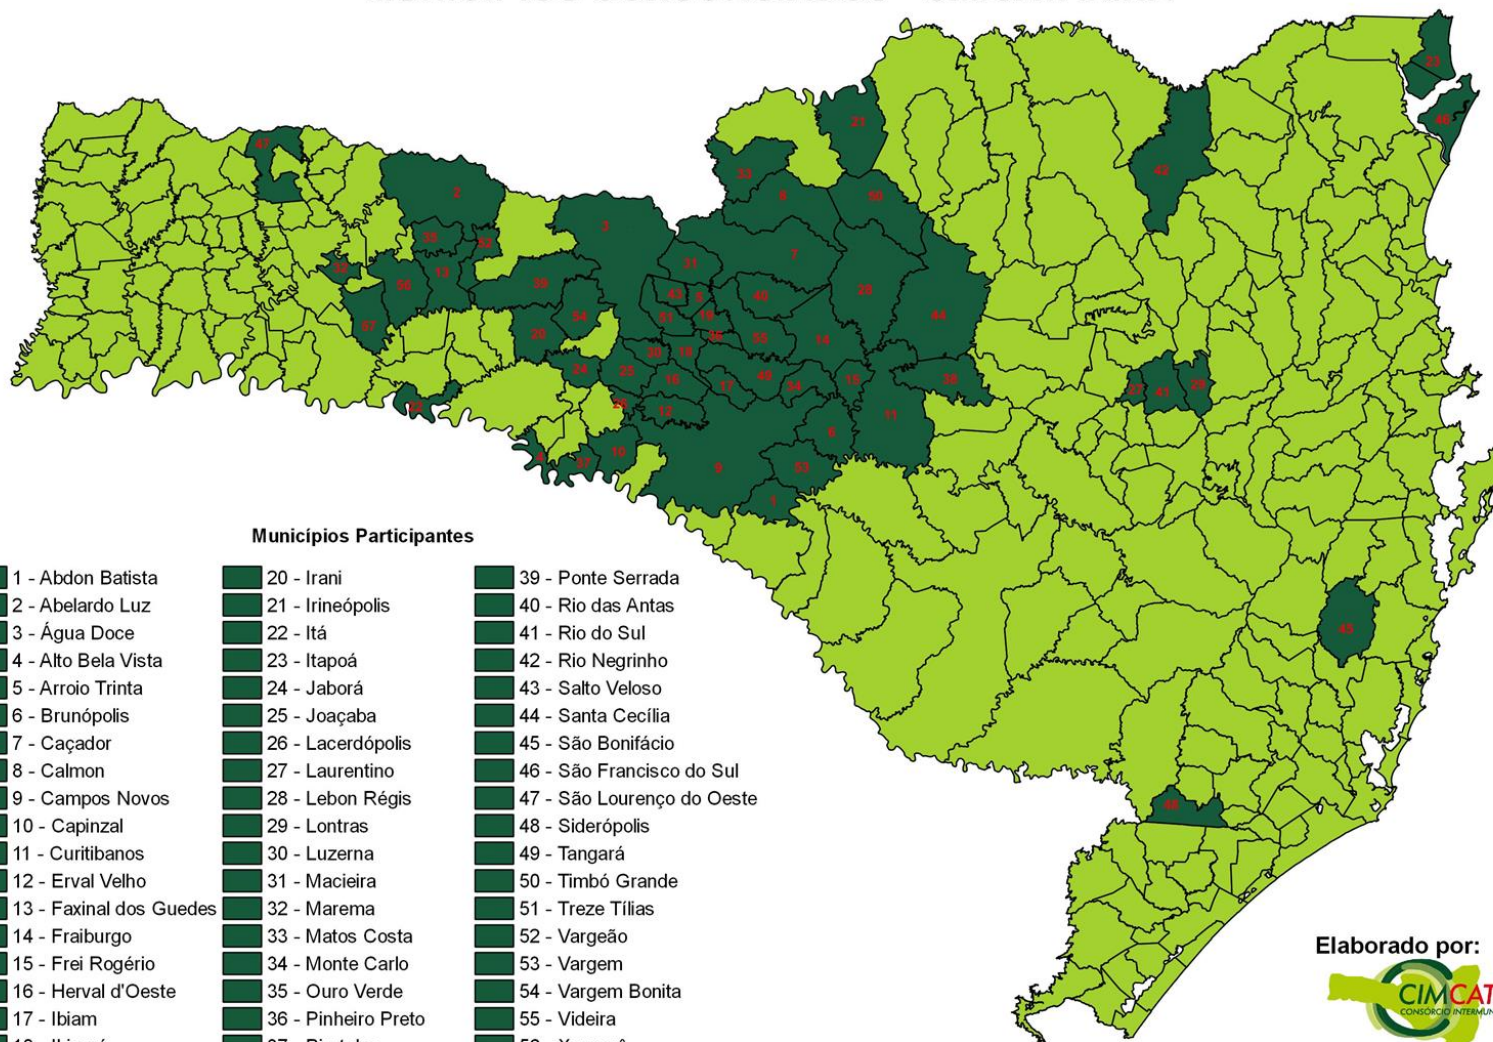 Municípios Participantes
1 - Abdon Batista
2 - Abelardo Luz
3 - Água Doce
4 - Alto Bela Vista
5 - Arroio Trinta
6 - Brunópolis
7 - Caçador
8 - Calmon
9 - Campos Novos
10 - Capinzal
11 - Curitibanos
12 - Erval Velho
13 - Faxinal dos Guedes
14 - Fraiburgo
15 - Frei Rogério
16 - Herval d'Oeste
17 - Ibiam
20 - Irani
21 - Irineópolis
22 - Itá
23 - Itapoá
24 - Jaborá
25 - Joaçaba
26 - Lacerdópolis
27 - Laurentino
28 - Lebon Régis
29 - Lontras
30 - Luzerna
31 - Macieira
32 - Marema
33 - Matos Costa
34 - Monte Carlo
35 - Ouro Verde
36 - Pinheiro Preto
39 - Ponte Serrada
40 - Rio das Antas
41 - Rio do Sul
42 - Rio Negrinho
43 - Salto Veloso
44 - Santa Cecília
45 - São Bonifácio
46 - São Francisco do Sul
47 - São Lourenço do Oeste
48 - Siderópolis
49 - Tangará
50 - Timbó Grande
51 - Treze Tílias
52 - Vargeão
53 - Vargem
54 - Vargem Bonita
55 - Videira
Elaborado por:
CIMCAT
CONSÓRCIO INTERMUN